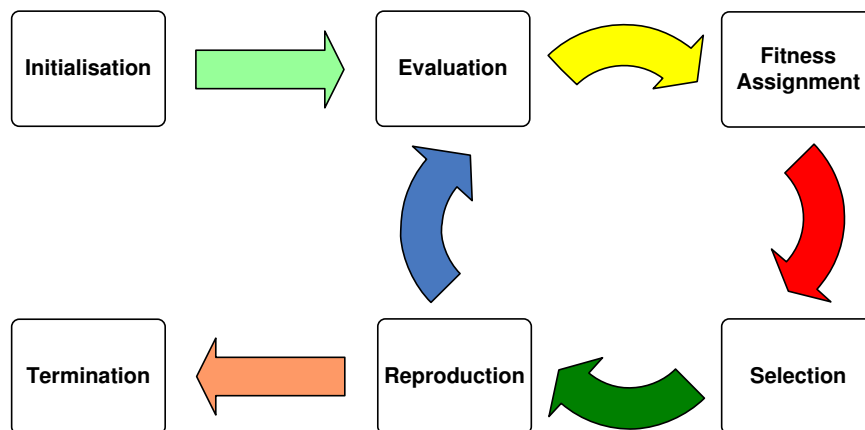 Initialisation
Evaluation
Fitness
Assignment
Termination
Reproduction
Selection